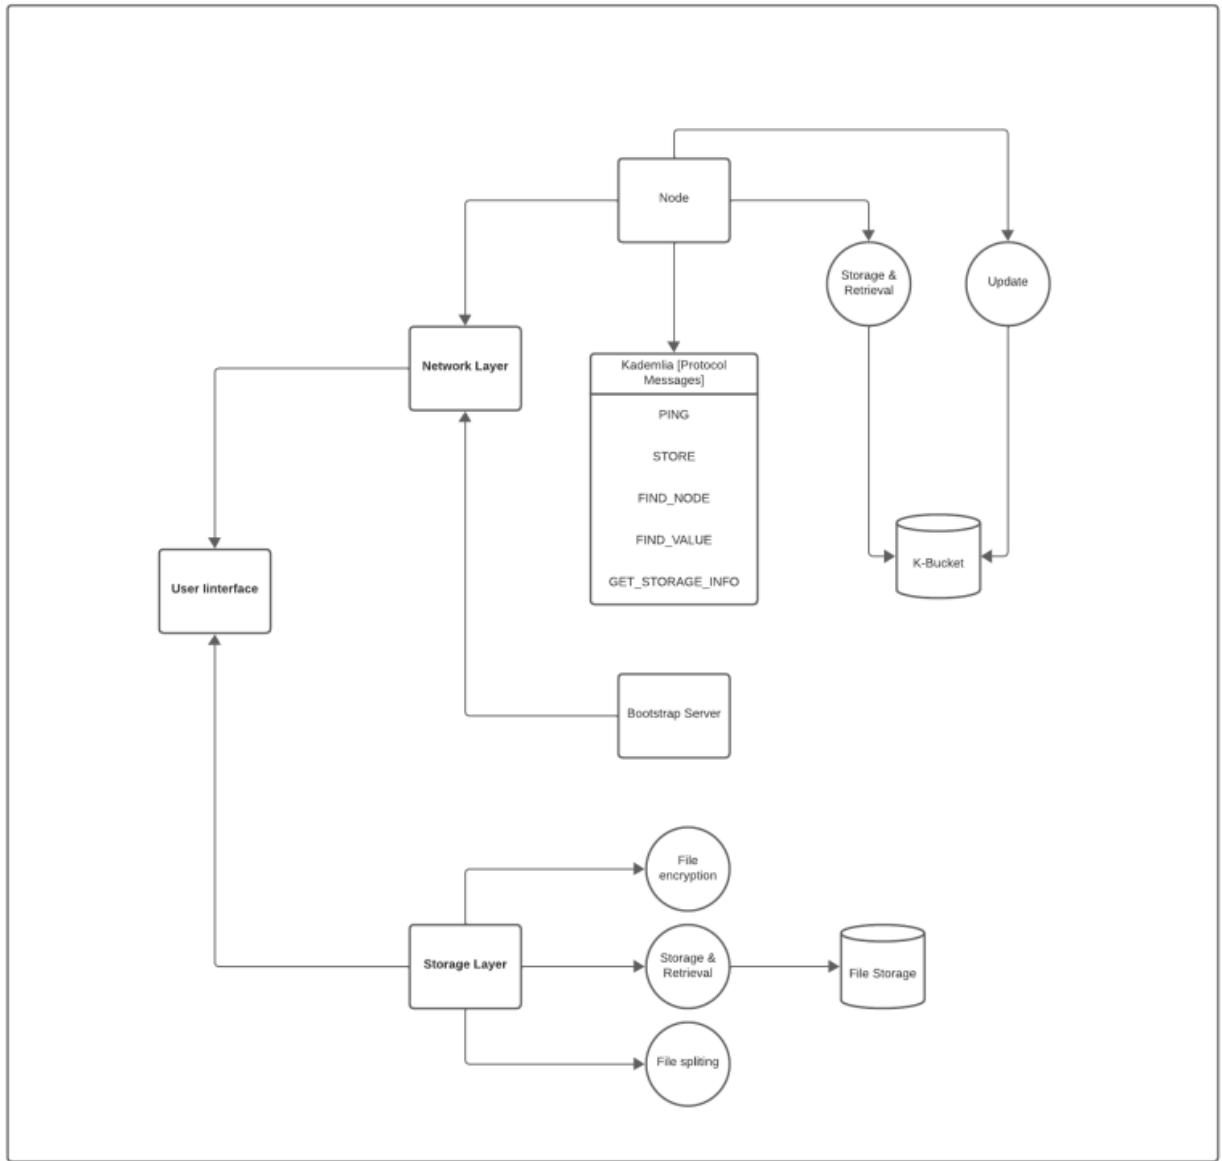 Node
Storage &
Retrieval
Update
Network Layer
Kademlia [Protocol
Messages]
PING
STORE
FIND_NODE
FIND_VALUE
GET_STORAGE_INFO
K-Bucket
User Iinterface
Bootstrap Server
File
encryption
Storage Layer
Storage &
Retrieval
File Storage
File spliting